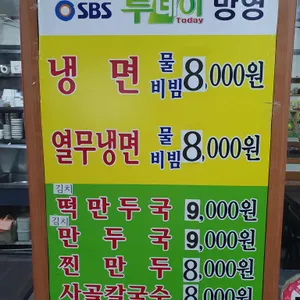 SBS 투데이 방영
Today
냉면 물 비빔 8,000원
열무냉면 물 비빔 8,000원
김치
떡만두국 9,000원
김치
만두국 9,000원
찐만두 8,000원
사골칼국수 8,000원